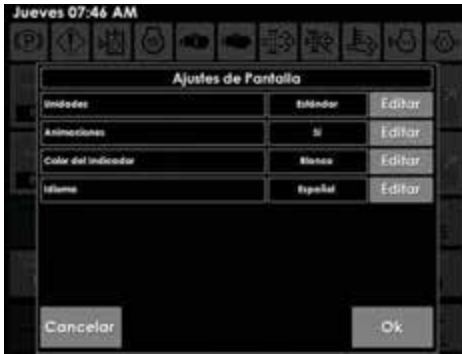 Jueves 07:46 AM
Ajustes de Pantalla
Unidades Estándar Editar
Animaciones Sí Editar
Color del Indicador Blanco Editar
Idioma Español Editar
Cancelar Ok